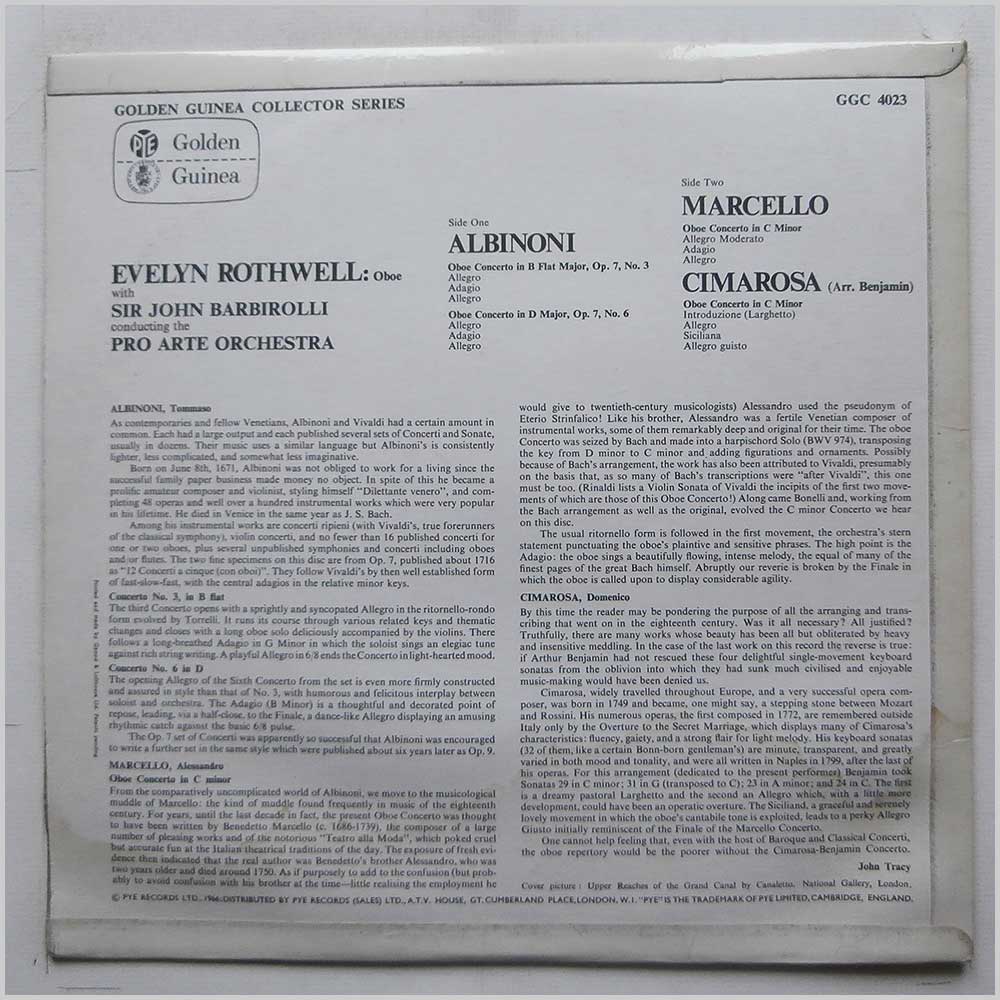 GOLDEN GUINEA COLLECTOR SERIES
GGC 4023
PYE
Golden
Guinea
EVELYN ROTHWELL: Oboe
with
SIR JOHN BARBIROLLI
conducting the
PRO ARTE ORCHESTRA
Side One
ALBINONI
Oboe Concerto in B Flat Major, Op. 7, No. 3
Allegro
Adagio
Allegro
Oboe Concerto in D Major, Op. 7, No. 6
Allegro
Adagio
Allegro
Side Two
MARCELLO
Oboe Concerto in C Minor
Allegro Moderato
Adagio
Allegro
CIMAROSA (Arr. Benjamin)
Oboe Concerto in C Minor
Introduzione (Larghetto)
Allegro
Siciliana
Allegro guisto
ALBINONI, Tommaso
As contemporaries and fellow Venetians, Albinoni and Vivaldi had a certain amount in
common. Each had a large output and each published several sets of Concerti and Sonate,
usually in dozens. Their music uses a similar language but Albinoni's is consistently
lighter, less complicated, and somewhat less imaginative.
Born on June 8th, 1671, Albinoni was not obliged to work for a living since the
successful family paper business made money no object. In spite of this he became a
prolific amateur composer and violinist, styling himself "Dilettante venero", and com-
pleting 48 operas and well over a hundred instrumental works which were very popular
in his lifetime. He died in Venice in the same year as J. S. Bach.
Among his instrumental works are concerti ripieni (with Vivaldi's, true forerunners
of the classical symphony), violin concerti, and no fewer than 16 published concerti for
one or two oboes, plus several unpublished symphonies and concerti including oboes
and/or flutes. The two fine specimens on this disc are from Op. 7, published about 1716
as "12 Concerti a cinque (con oboi)". They follow Vivaldi's by then well established form
of fast-slow-fast, with the central adagios in the relative minor keys.
Concerto No. 3, in B flat
The third Concerto opens with a sprightly and syncopated Allegro in the ritornello-rondo
form evolved by Torrelli. It runs its course through various related keys and thematic
changes and closes with a long oboe solo deliciously accompanied by the violins. There
follows a long-breathed Adagio in G Minor in which the soloist sings an elegiac tune
against rich string writing. A playful Allegro in 6/8 ends the Concerto in light-hearted mood.
Concerto No. 6 in D
The opening Allegro of the Sixth Concerto from the set is even more firmly constructed
and assured in style than that of No. 3, with humorous and felicitous interplay between
soloist and orchestra. The Adagio (B Minor) is a thoughtful and decorated point of
repose, leading, via a half-close, to the Finale, a dance-like Allegro displaying an amusing
rhythmic catch against the basic 6/8 pulse.
The Op. 7 set of Concerti was apparently so successful that Albinoni was encouraged
to write a further set in the same style which were published about six years later as Op. 9.
MARCELLO, Alessandro
Oboe Concerto in C minor
From the comparatively uncomplicated world of Albinoni, we move to the musicological
muddle of Marcello: the kind of muddle found frequently in music of the eighteenth
century. For years, until the last decade in fact, the present Oboe Concerto was thought
to have been written by Benedetto Marcello (c. 1686-1739), the composer of a large
number of pleasing works and of the notorious "Teatro alla Moda", which poked cruel
but accurate fun at the Italian theatrical traditions of the day. The exposure of fresh evi-
dence then indicated that the real author was Benedetto's brother Alessandro, who was
two years older and died around 1750. As if purposely to add to the confusion (but prob-
ably to avoid confusion with his brother at the time—little realising the employment he
would give to twentieth-century musicologists) Alessandro used the pseudonym of
Eterio Strinfalico! Like his brother, Alessandro was a fertile Venetian composer of
instrumental works, some of them remarkably deep and original for their time. The oboe
Concerto was seized by Bach and made into a harpischord Solo (BWV 974), transposing
the key from D minor to C minor and adding figurations and ornaments. Possibly
because of Bach's arrangement, the work has also been attributed to Vivaldi, presumably
on the basis that, as so many of Bach's transcriptions were "after Vivaldi", this one
must be too. (Rinaldi lists a Violin Sonata of Vivaldi the incipits of the first two move-
ments of which are those of this Oboe Concerto!) Along came Bonelli and, working from
the Bach arrangement as well as the original, evolved the C minor Concerto we hear
on this disc.
The usual ritornello form is followed in the first movement, the orchestra's stern
statement punctuating the oboe's plaintive and sensitive phrases. The high point is the
Adagio: the oboe sings a beautifully flowing, intense melody, the equal of many of the
finest pages of the great Bach himself. Abruptly our reverie is broken by the Finale in
which the oboe is called upon to display considerable agility.
CIMAROSA, Domenico
By this time the reader may be pondering the purpose of all the arranging and trans-
cribing that went on in the eighteenth century. Was it all necessary? All justified?
Truthfully, there are many works whose beauty has been all but obliterated by heavy
and insensitive meddling. In the case of the last work on this record the reverse is true:
if Arthur Benjamin had not rescued these four delightful single-movement keyboard
sonatas from the oblivion into which they had sunk much civilised and enjoyable
music-making would have been denied us.
Cimarosa, widely travelled throughout Europe, and a very successful opera com-
poser, was born in 1749 and became, one might say, a stepping stone between Mozart
and Rossini. His numerous operas, the first composed in 1772, are remembered outside
Italy only by the Overture to the Secret Marriage, which displays many of Cimarosa's
characteristics: fluency, gaiety, and a strong flair for light melody. His keyboard sonatas
(32 of them, like a certain Bonn-born gentleman's) are minute, transparent, and greatly
varied in both mood and tonality, and were all written in Naples in 1799, after the last of
his operas. For this arrangement (dedicated to the present performer) Benjamin took
Sonatas 29 in C minor; 31 in G (transposed to C); 23 in A minor; and 24 in C. The first
is a dreamy pastoral Larghetto and the second an Allegro which, with a little more
development, could have been an operatic overture. The Siciliand, a graceful and serenely
lovely movement in which the oboe's cantabile tone is exploited, leads to a perky Allegro
Giusto initially reminiscent of the Finale of the Marcello Concerto.
One cannot help feeling that, even with the host of Baroque and Classical Concerti,
the oboe repertory would be the poorer without the Cimarosa-Benjamin Concerto.
John Tracy
Cover picture : Upper Reaches of the Grand Canal by Canaletto. National Gallery, London.
© PYE RECORDS LTD., 1966. DISTRIBUTED BY PYE RECORDS (SALES) LTD., A.T.V. HOUSE, GT. CUMBERLAND PLACE, LONDON, W.1. "PYE" IS THE TRADEMARK OF PYE LIMITED, CAMBRIDGE, ENGLAND.
Printed and made by